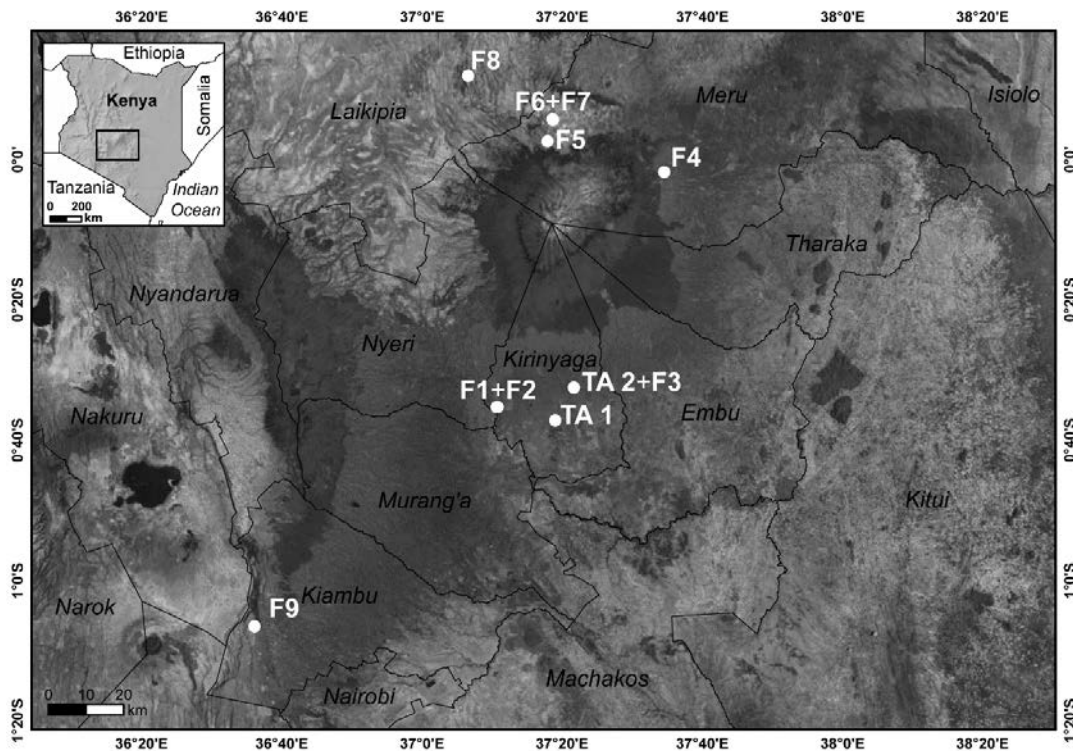 36°20'E 36°40'E 37°0'E 37°20'E 37°40'E 38°0'E 38°20'E
Ethiopia
Kenya
Somalia
Tanzania
Indian
Ocean
0 200
km
F8
Laikipia
F6+F7
F5
Meru
Isiolo
F4
0°0'
0°0'
Tharaka
Nyandarua
0°20'S
0°20'S
Nyeri
Kirinyaga
F1+F2
TA 2+F3
TA 1
Embu
Nakuru
0°40'S
0°40'S
Murang'a
Kitui
1°0'S
1°0'S
Narok
F9
Kiambu
Machakos
Nairobi
0 10 20
km
1°20'S
1°20'S
36°20'E 36°40'E 37°0'E 37°20'E 37°40'E 38°0'E 38°20'E